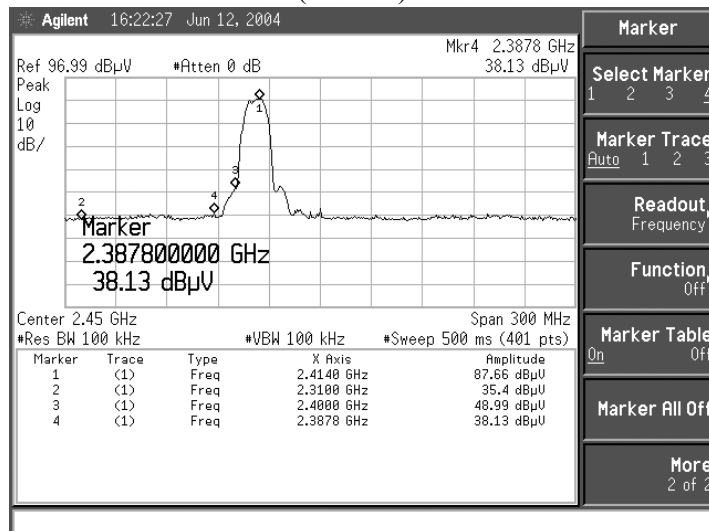 Agilent 16:22:27 Jun 12, 2004
Mkr4 2.3878 GHz
Ref 96.99 dBµV #Atten 0 dB 38.13 dBµV
Peak
Log
10
dB/
1
2
3
4
Marker
2.387800000 GHz
38.13 dBµV
Center 2.45 GHz Span 300 MHz
#Res BW 100 kHz #VBW 100 kHz #Sweep 500 ms (401 pts)
Marker Trace Type X Axis Amplitude
1 (1) Freq 2.4140 GHz 87.66 dBµV
2 (1) Freq 2.3100 GHz 35.4 dBµV
3 (1) Freq 2.4000 GHz 48.99 dBµV
4 (1) Freq 2.3878 GHz 38.13 dBµV
Marker
Select Marker
1 2 3 4
Marker Trace
Auto 1 2 3
Readout,
Frequency
Function,
Off
Marker Table
On Off
Marker All Off
More
2 of 2